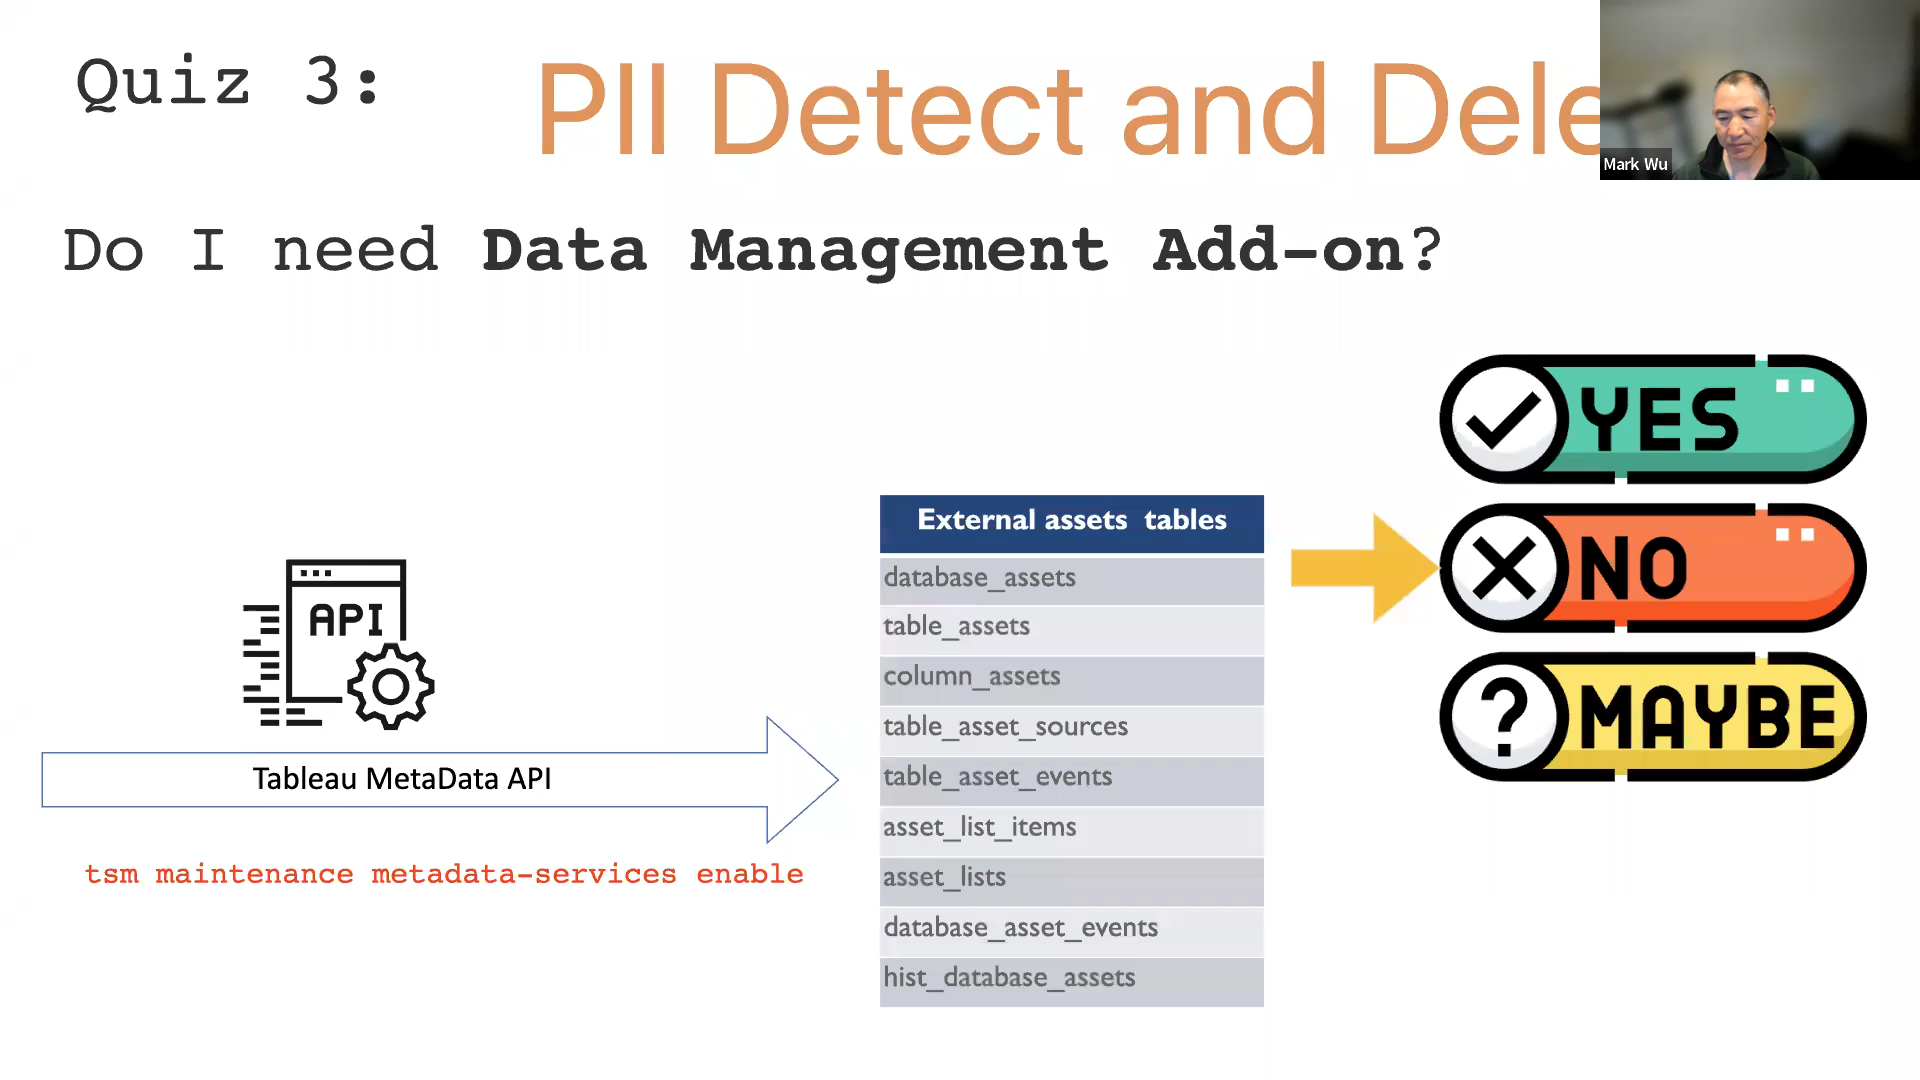 Quiz 3:
PII Detect and Dele
Mark Wu
Do I need Data Management Add-on?
YES
NO
MAYBE
External assets tables
database_assets
table_assets
column_assets
table_asset_sources
table_asset_events
asset_list_items
asset_lists
database_asset_events
hist_database_assets
API
Tableau MetaData API
tsm maintenance metadata-services enable